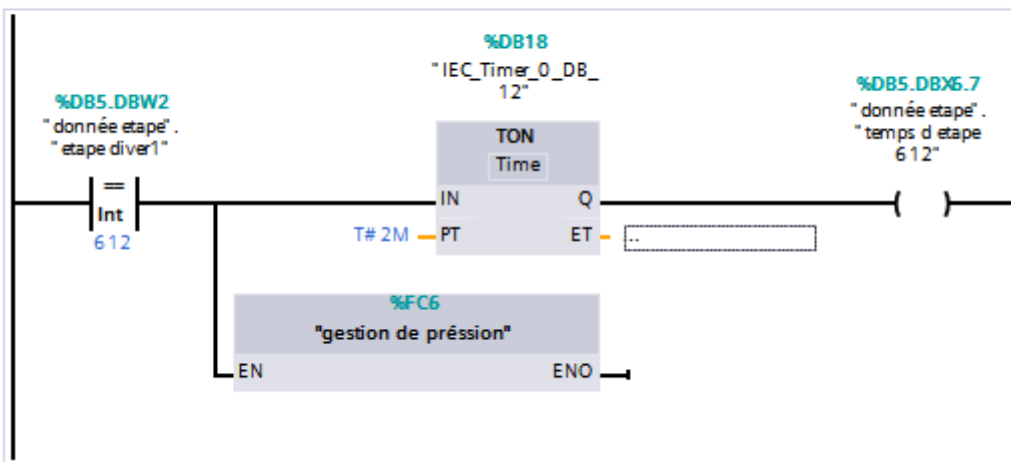 %DB18
"IEC_Timer_0_DB_
12"
%DB5.DBW2
"donnée etape".
"etape diver1"
==
Int
612
TON
Time
IN
Q
T#2M
PT
ET
..
%DB5.DBX6.7
"donnée etape".
"temps d etape
612"
%FC6
"gestion de préssion"
EN
ENO